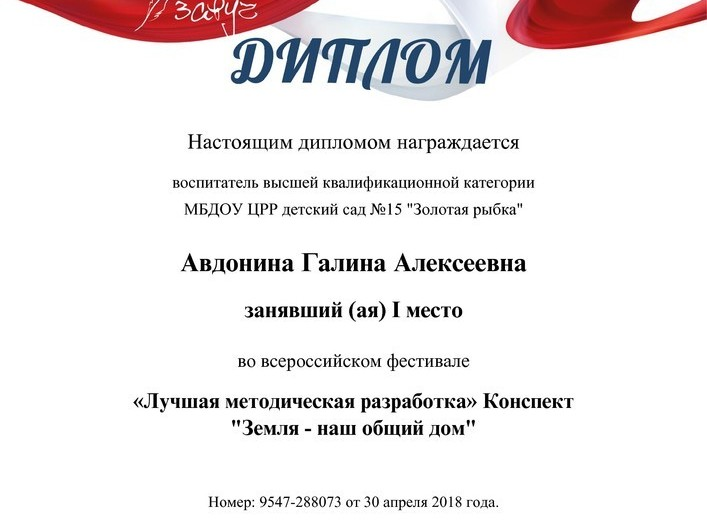 завуч
ДИПЛОМ
Настоящим дипломом награждается
воспитатель высшей квалификационной категории
МБДОУ ЦРР детский сад №15 "Золотая рыбка"
Авдонина Галина Алексеевна
занявший (ая) I место
во всероссийском фестивале
«Лучшая методическая разработка» Конспект
"Земля - наш общий дом"
Номер: 9547-288073 от 30 апреля 2018 года.